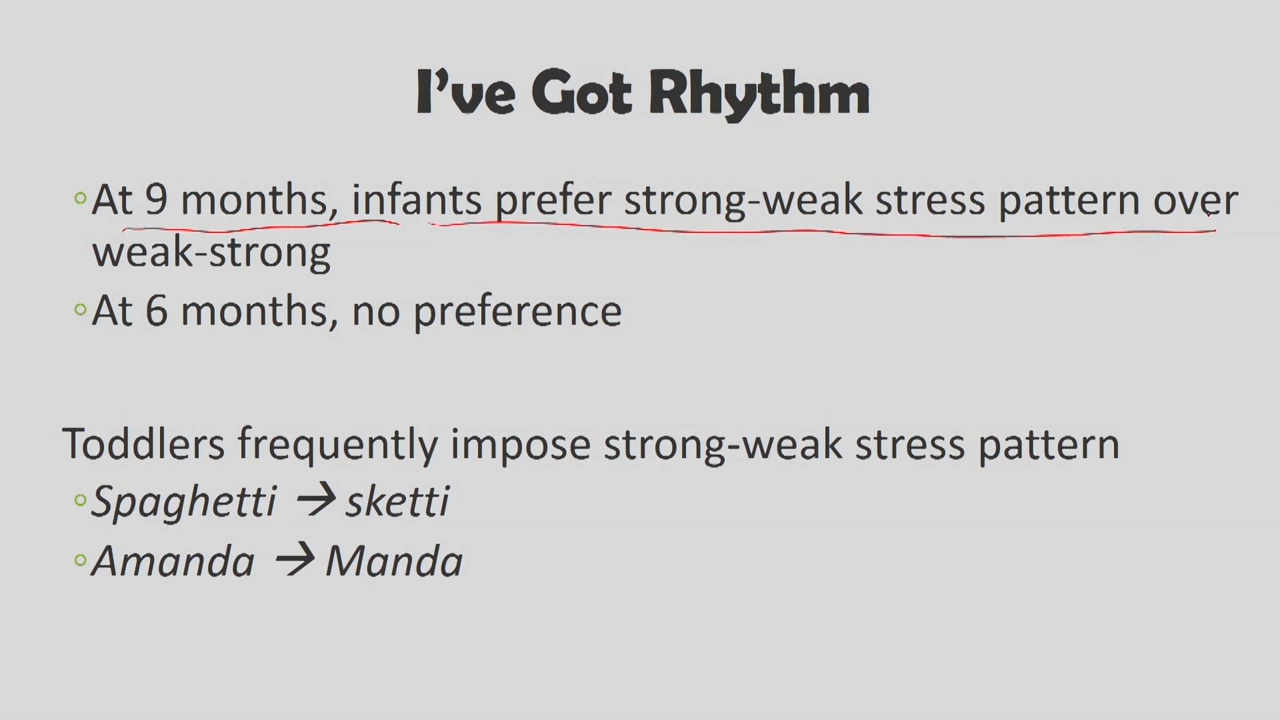 I've Got Rhythm
◦At 9 months, infants prefer strong-weak stress pattern over
weak-strong
◦At 6 months, no preference
Toddlers frequently impose strong-weak stress pattern
◦Spaghetti → sketti
◦Amanda → Manda